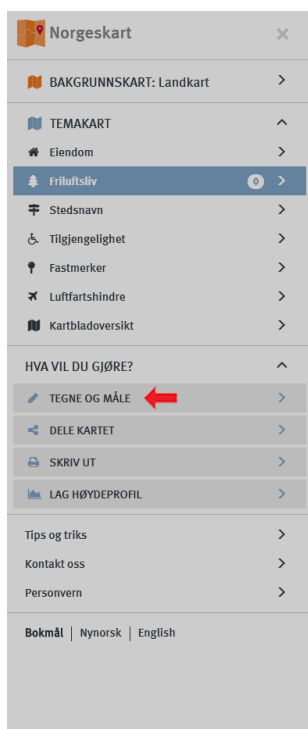 Norgeskart
BAKGRUNNSKART: Landkart
TEMAKART
Eiendom
Friluftsliv 0
Stedsnavn
Tilgjengelighet
Fastmerker
Luftfartshindre
Kartbladoversikt
HVA VIL DU GJØRE?
TEGNE OG MÅLE
DELE KARTET
SKRIV UT
LAG HØYDEPROFIL
Tips og triks
Kontakt oss
Personvern
Bokmål | Nynorsk | English